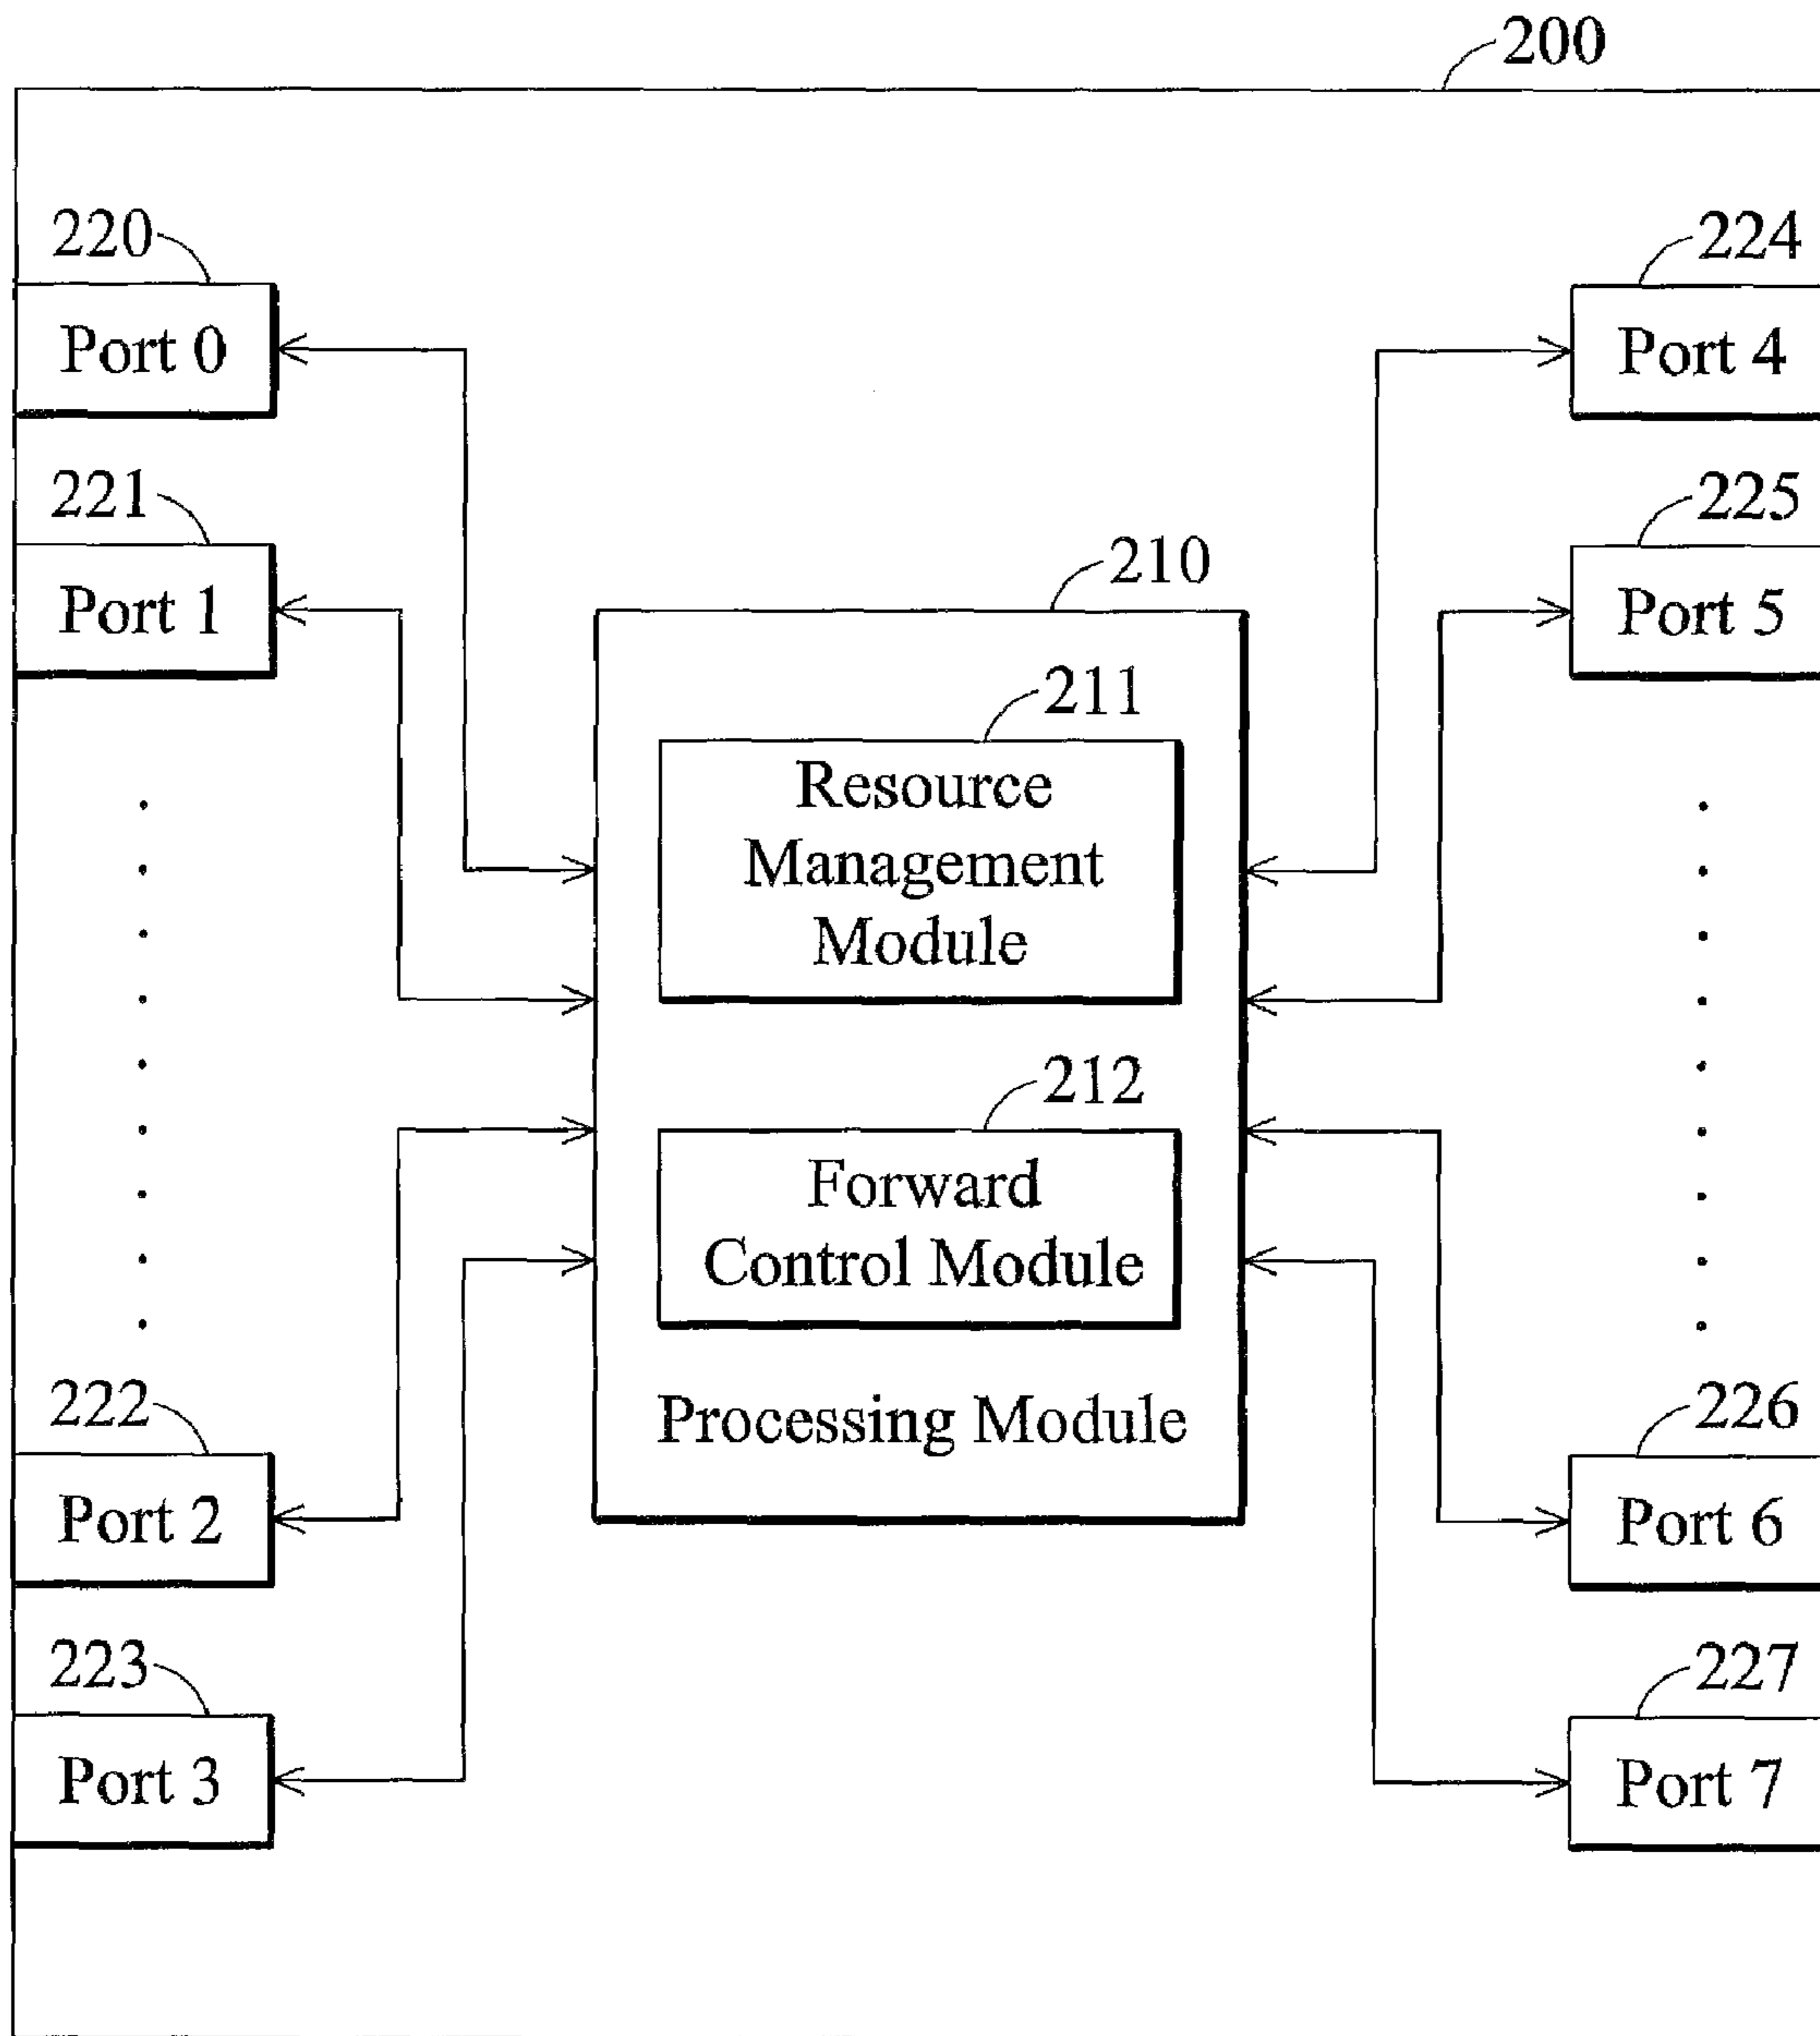 200
220
Port 0
224
Port 4
221
Port 1
225
Port 5
210
211
Resource
Management
Module
212
Forward
Control Module
Processing Module
222
Port 2
226
Port 6
223
Port 3
227
Port 7